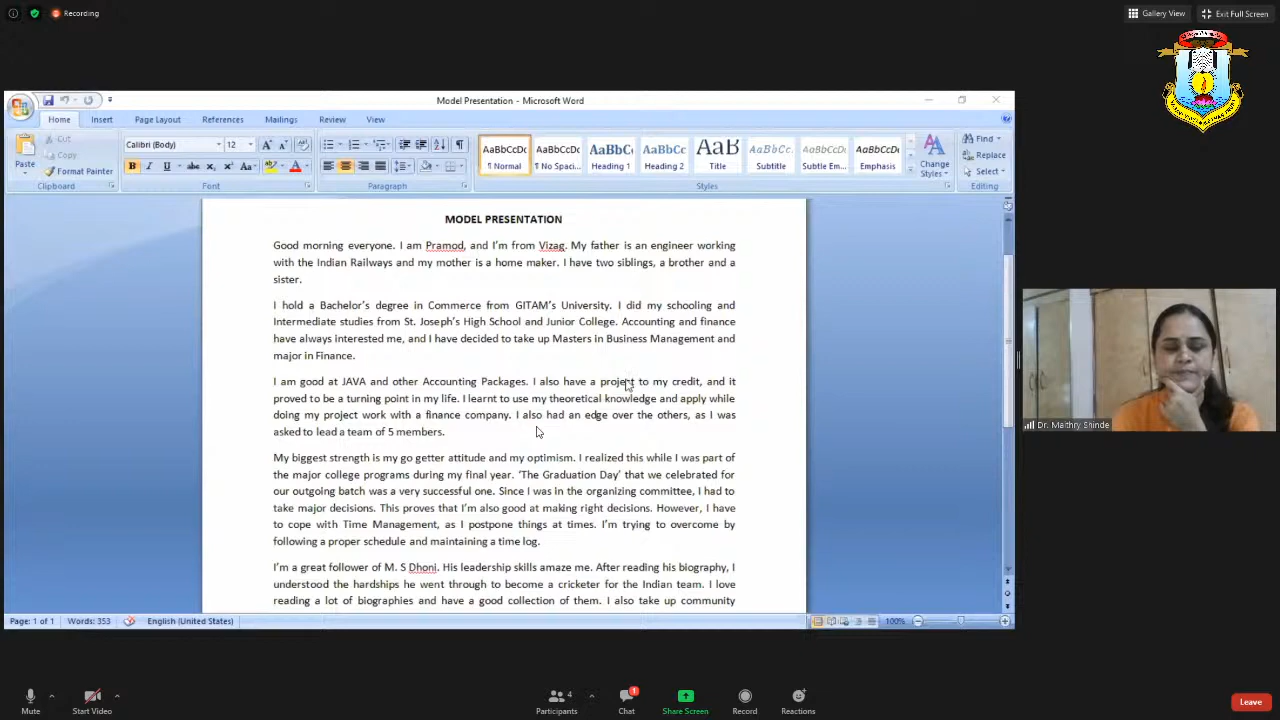 Recording
Gallery View
Exit Full Screen
Model Presentation - Microsoft Word
Home
Insert
Page Layout
References
Mailings
Review
View
Paste
Cut
Copy
Format Painter
Clipboard
Calibri (Body)
12
Font
Paragraph
AaBbCcDc
¶ Normal
AaBbCcDc
¶ No Spaci...
AaBbCc
Heading 1
AaBbCc
Heading 2
AaB
Title
AaBbCc.
Subtitle
AaBbCcDc
Subtle Em...
AaBbCcDc
Emphasis
Styles
Change
Styles
Find
Replace
Select
Editing
MODEL PRESENTATION
Good morning everyone. I am Pramod, and I'm from Vizag. My father is an engineer working
with the Indian Railways and my mother is a home maker. I have two siblings, a brother and a
sister.
I hold a Bachelor's degree in Commerce from GITAM's University. I did my schooling and
Intermediate studies from St. Joseph's High School and Junior College. Accounting and finance
have always interested me, and I have decided to take up Masters in Business Management and
major in Finance.
I am good at JAVA and other Accounting Packages. I also have a project to my credit, and it
proved to be a turning point in my life. I learnt to use my theoretical knowledge and apply while
doing my project work with a finance company. I also had an edge over the others, as I was
asked to lead a team of 5 members.
My biggest strength is my go getter attitude and my optimism. I realized this while I was part of
the major college programs during my final year. ‘The Graduation Day’ that we celebrated for
our outgoing batch was a very successful one. Since I was in the organizing committee, I had to
take major decisions. This proves that I'm also good at making right decisions. However, I have
to cope with Time Management, as I postpone things at times. I'm trying to overcome by
following a proper schedule and maintaining a time log.
I'm a great follower of M. S Dhoni. His leadership skills amaze me. After reading his biography, I
understood the hardships he went through to become a cricketer for the Indian team. I love
reading a lot of biographies and have a good collection of them. I also take up community
Dr. Maithry Shinde
Page: 1 of 1
Words: 353
English (United States)
100%
Mute
Start Video
Participants
4
Chat
1
Share Screen
Record
Reactions
Leave